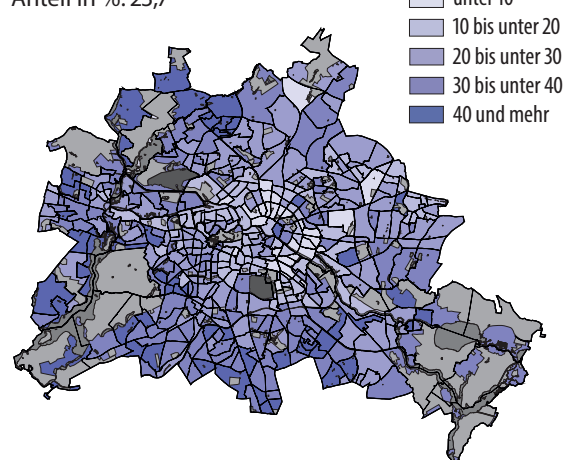 Anteil in %: 23,7
unter 10
10 bis unter 20
20 bis unter 30
30 bis unter 40
40 und mehr